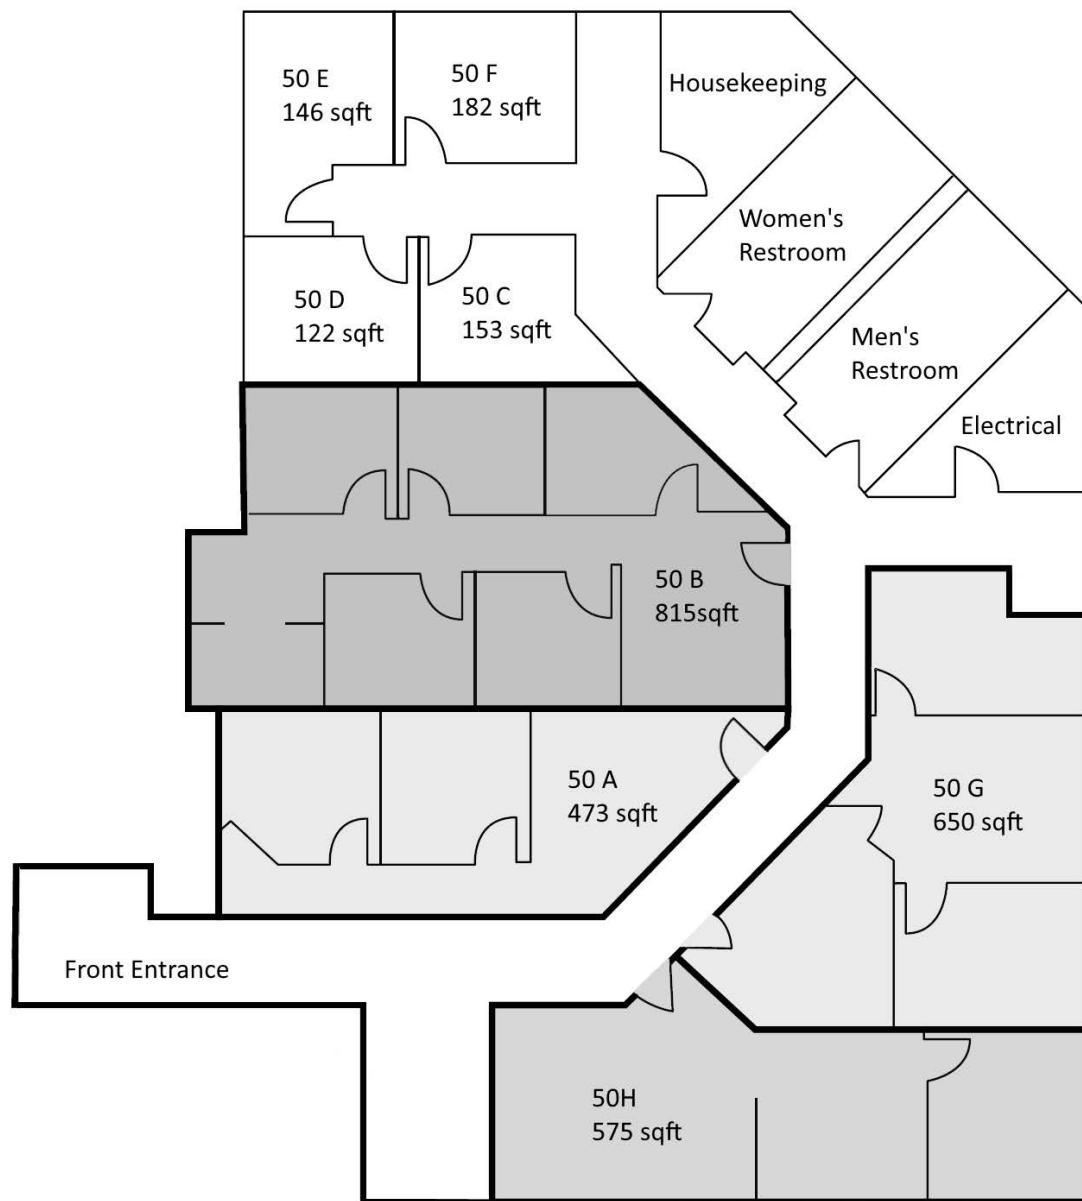 50 E
146 sqft
50 F
182 sqft
Housekeeping
Women's
Restroom
50 D
122 sqft
50 C
153 sqft
Men's
Restroom
Electrical
50 B
815sqft
50 A
473 sqft
50 G
650 sqft
Front Entrance
50H
575 sqft